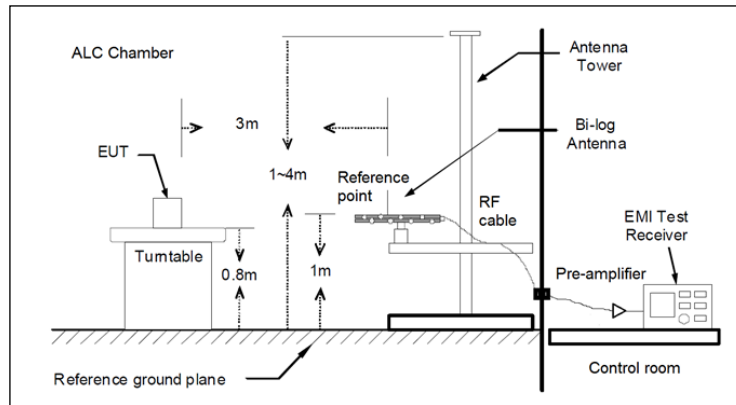 ALC Chamber
Antenna
Tower
3m
Bi-log
Antenna
EUT
1~4m
Reference
point
RF
cable
EMI Test
Receiver
Turntable
0.8m
1m
Pre-amplifier
Reference ground plane
Control room